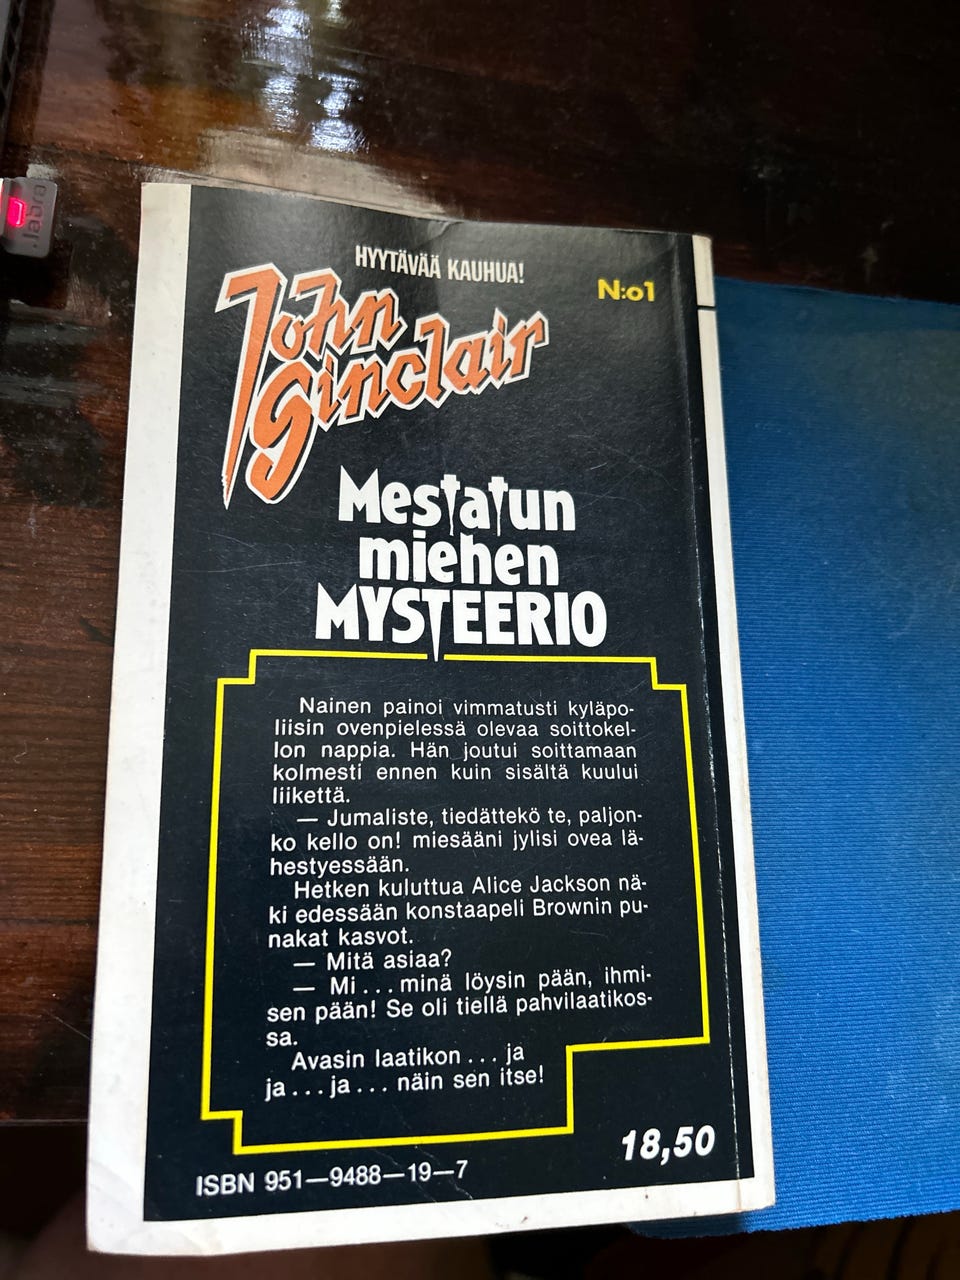 HYYTÄVÄÄ KAUHUA!
N:o1
John
Sinclair
Mestatun
miehen
MYSTEERIO
Nainen painoi vimmatusti kyläpo-
liisin ovenpielessä olevaa soittokel-
lon nappia. Hän joutui soittamaan
kolmesti ennen kuin sisältä kuului
liikettä.
— Jumaliste, tiedättekö te, paljon-
ko kello on! miesääni jylisi ovea lä-
hestyessään.
Hetken kuluttua Alice Jackson nä-
ki edessään konstaapeli Brownin pu-
nakat kasvot.
— Mitä asiaa?
— Mi . . . minä löysin pään, ihmi-
sen pään! Se oli tiellä pahvilaatikos-
sa.
Avasin laatikon . . . ja
ja . . . ja . . . näin sen itse!
18,50
ISBN 951—9488—19—7